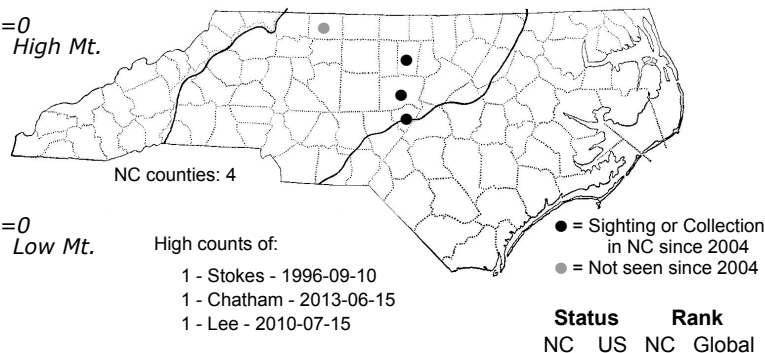 =0
High Mt.
NC counties: 4
=0
Low Mt.
High counts of:
1 - Stokes - 1996-09-10
1 - Chatham - 2013-06-15
1 - Lee - 2010-07-15
● = Sighting or Collection
in NC since 2004
● = Not seen since 2004
Status Rank
NC US NC Global